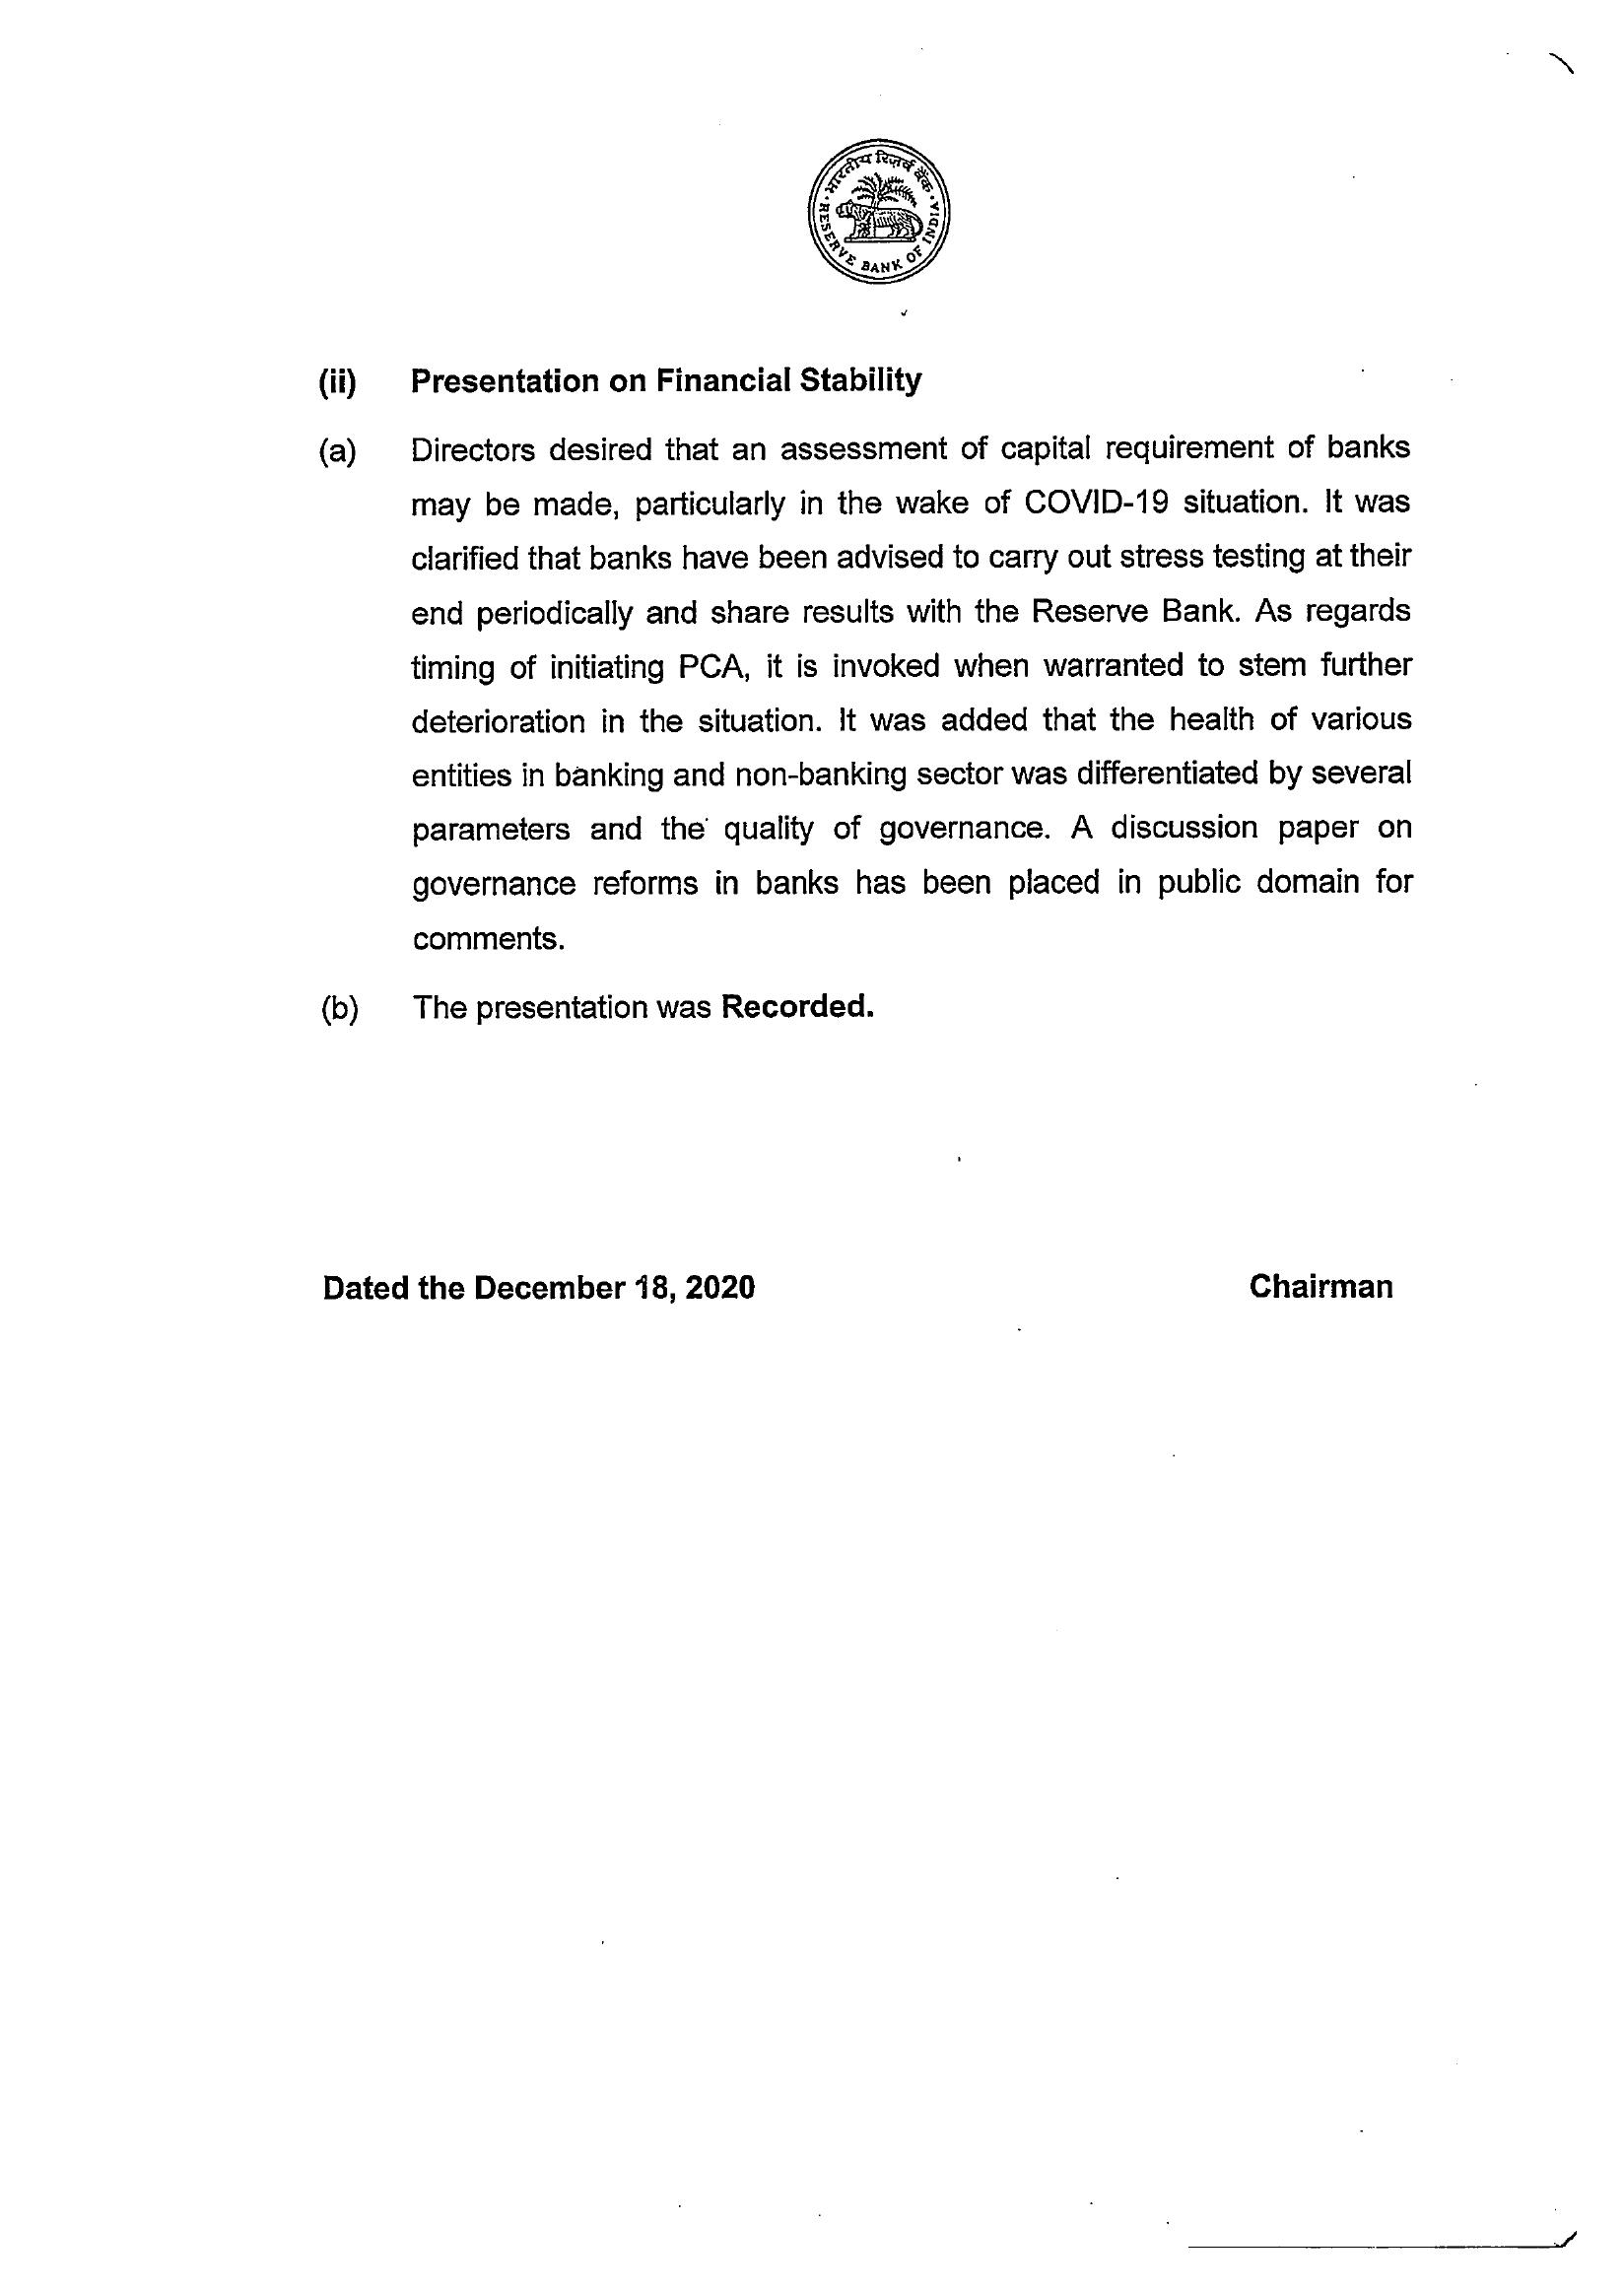 भारतीय रिज़र्व बैंक
RESERVE BANK OF INDIA
(ii) Presentation on Financial Stability
(a) Directors desired that an assessment of capital requirement of banks
may be made, particularly in the wake of COVID-19 situation. It was
clarified that banks have been advised to carry out stress testing at their
end periodically and share results with the Reserve Bank. As regards
timing of initiating PCA, it is invoked when warranted to stem further
deterioration in the situation. It was added that the health of various
entities in banking and non-banking sector was differentiated by several
parameters and the quality of governance. A discussion paper on
governance reforms in banks has been placed in public domain for
comments.
(b) The presentation was Recorded.
Dated the December 18, 2020 Chairman